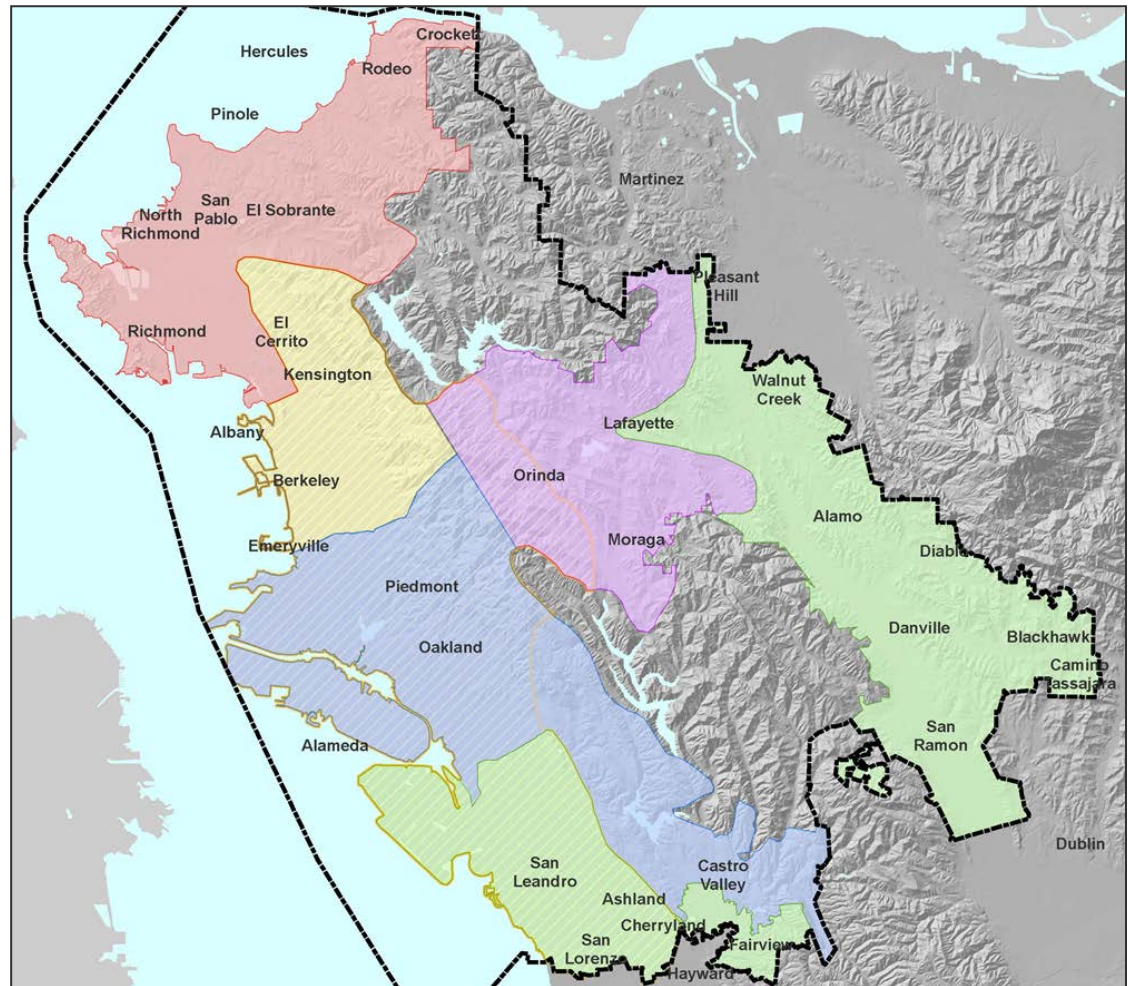 Crockett
Hercules
Rodeo
Pinole
Martinez
San
Pablo
El Sobrante
North
Richmond
Pleasant
Hill
Richmond
El
Cerrito
Kensington
Walnut
Creek
Albany
Lafayette
Berkeley
Orinda
Alamo
Emeryville
Moraga
Diablo
Piedmont
Oakland
Danville
Blackhawk
Camino
Tassajara
Alameda
San
Ramon
Dublin
San
Leandro
Castro
Valley
Ashland
Cherryland
San
Lorenzo
Fairview
Hayward